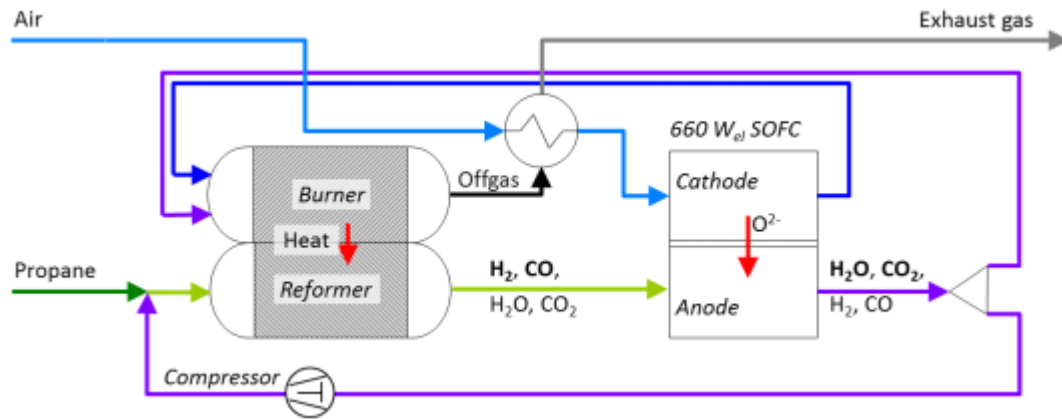 Air
Exhaust gas
660 W_el SOFC
Burner
Offgas
Cathode
Heat
O²⁻
Propane
Reformer
H₂, CO,
H₂O, CO₂
Anode
H₂O, CO₂,
H₂, CO
Compressor